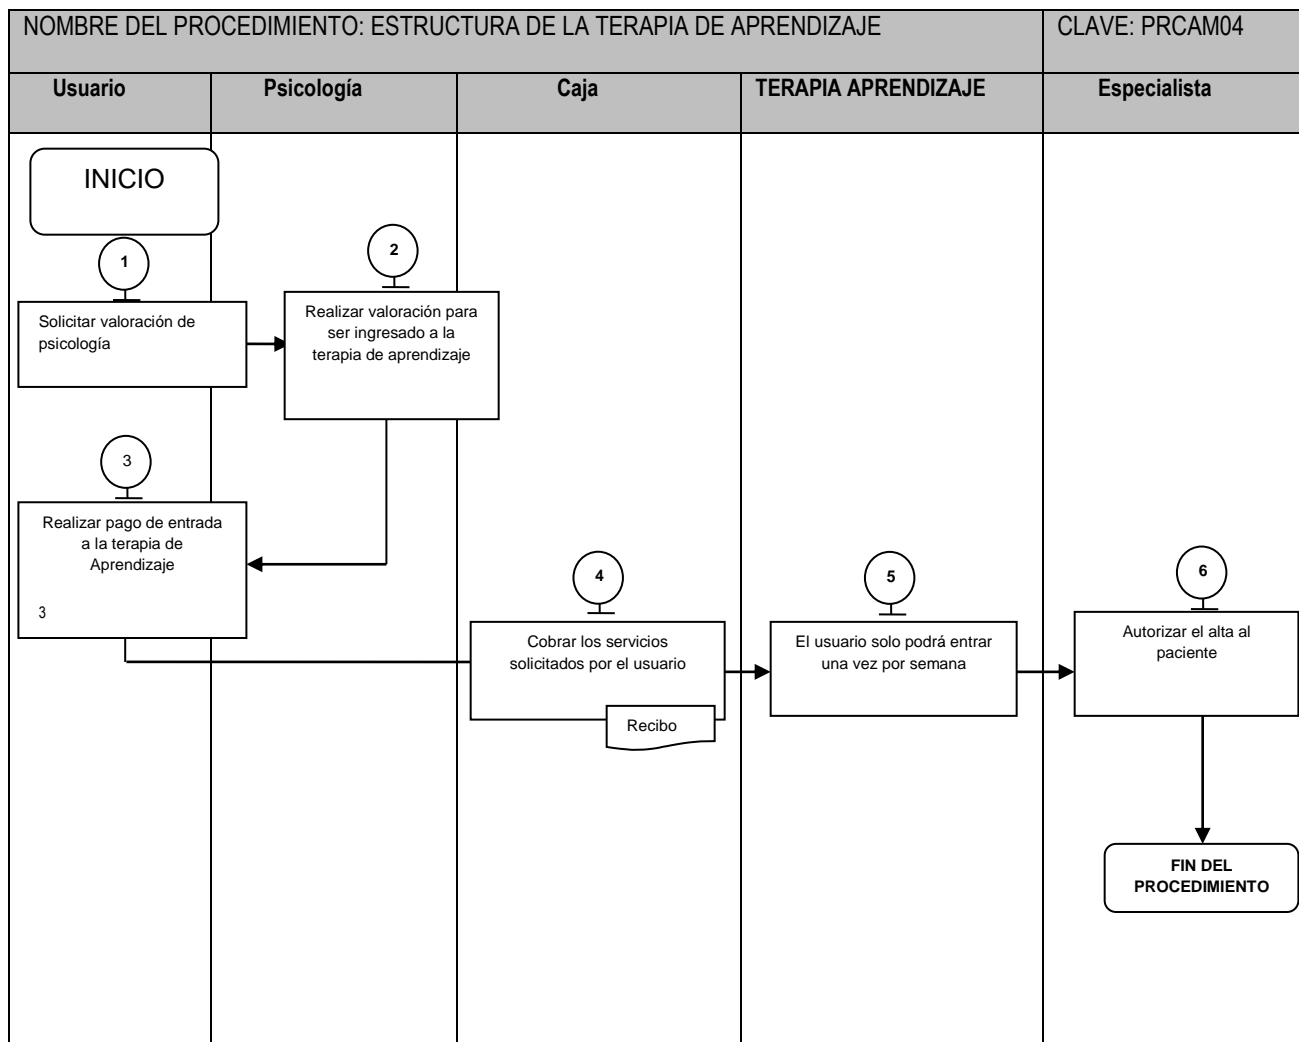 NOMBRE DEL PROCEDIMIENTO: ESTRUCTURA DE LA TERAPIA DE APRENDIZAJE
CLAVE: PRCAM04
Usuario
Psicología
Caja
TERAPIA APRENDIZAJE
Especialista
INICIO
1
Solicitar valoración de
psicología
2
Realizar valoración para
ser ingresado a la
terapia de aprendizaje
3
Realizar pago de entrada
a la terapia de
Aprendizaje
3
4
Cobrar los servicios
solicitados por el usuario
Recibo
5
El usuario solo podrá entrar
una vez por semana
6
Autorizar el alta al
paciente
FIN DEL
PROCEDIMIENTO